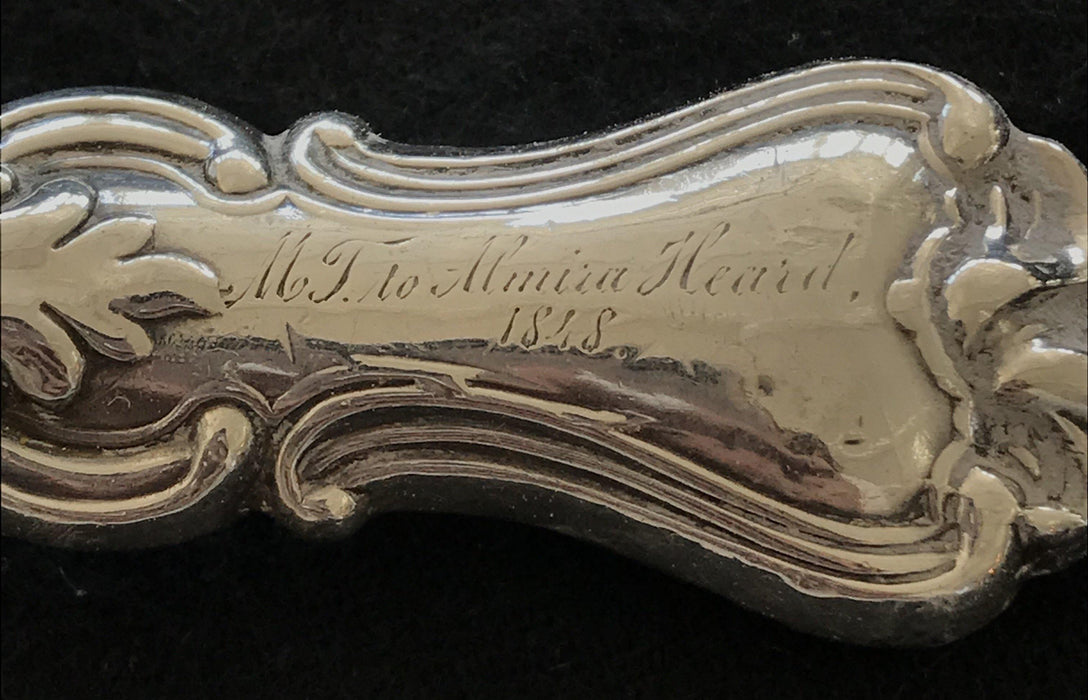 M.T. to Almira Heard,
1848.